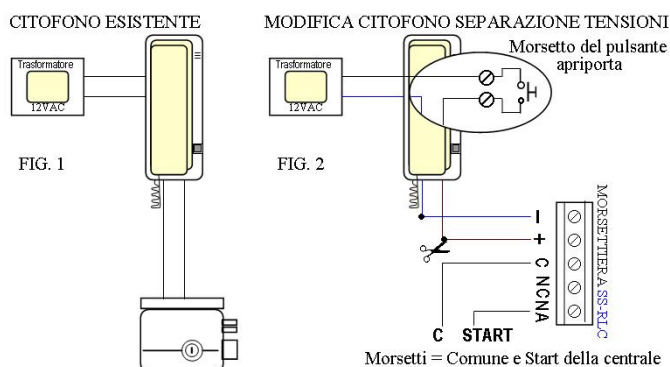 CITOFONO ESISTENTE
MODIFICA CITOFONO SEPARAZIONE TENSIONI
Trasformatore
12VAC
FIG. 1
Trasformatore
12VAC
FIG. 2
Morsetto del pulsante
apriporta
−
+
C
NC
NA
MORSETTIERA SS-RLC
C START
Morsetti = Comune e Start della centrale